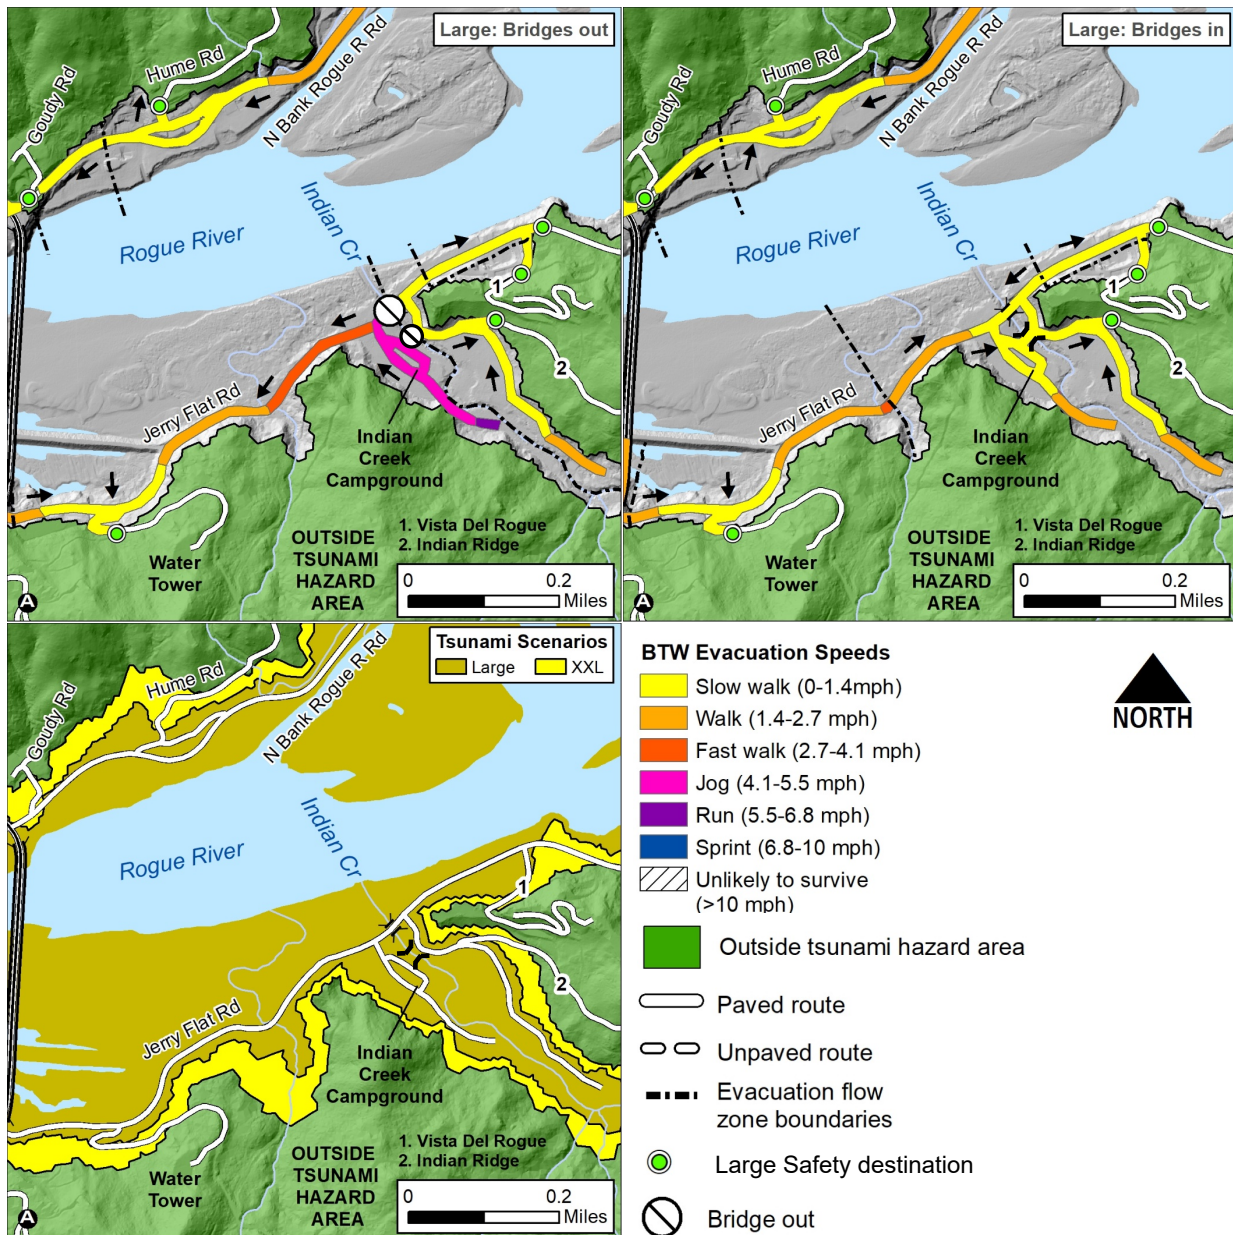 Large: Bridges out
Goudy Rd
Hume Rd
N Bank Rogue R Rd
Rogue River
Indian Cr
1
2
Jerry Flat Rd
Indian
Creek
Campground
1. Vista Del Rogue
2. Indian Ridge
OUTSIDE
TSUNAMI
HAZARD
AREA
Water
Tower
0 0.2
Miles
A
Large: Bridges in
Goudy Rd
Hume Rd
N Bank Rogue R Rd
Rogue River
Indian Cr
1
2
Jerry Flat Rd
Indian
Creek
Campground
1. Vista Del Rogue
2. Indian Ridge
OUTSIDE
TSUNAMI
HAZARD
AREA
Water
Tower
0 0.2
Miles
A
Tsunami Scenarios
Large XXL
Goudy Rd
Hume Rd
N Bank Rogue R Rd
Rogue River
Indian Cr
1
2
Jerry Flat Rd
Indian
Creek
Campground
1. Vista Del Rogue
2. Indian Ridge
OUTSIDE
TSUNAMI
HAZARD
AREA
Water
Tower
0 0.2
Miles
A
BTW Evacuation Speeds
Slow walk (0-1.4mph)
Walk (1.4-2.7 mph)
Fast walk (2.7-4.1 mph)
Jog (4.1-5.5 mph)
Run (5.5-6.8 mph)
Sprint (6.8-10 mph)
Unlikely to survive
(>10 mph)
Outside tsunami hazard area
Paved route
Unpaved route
Evacuation flow
zone boundaries
Large Safety destination
Bridge out
NORTH